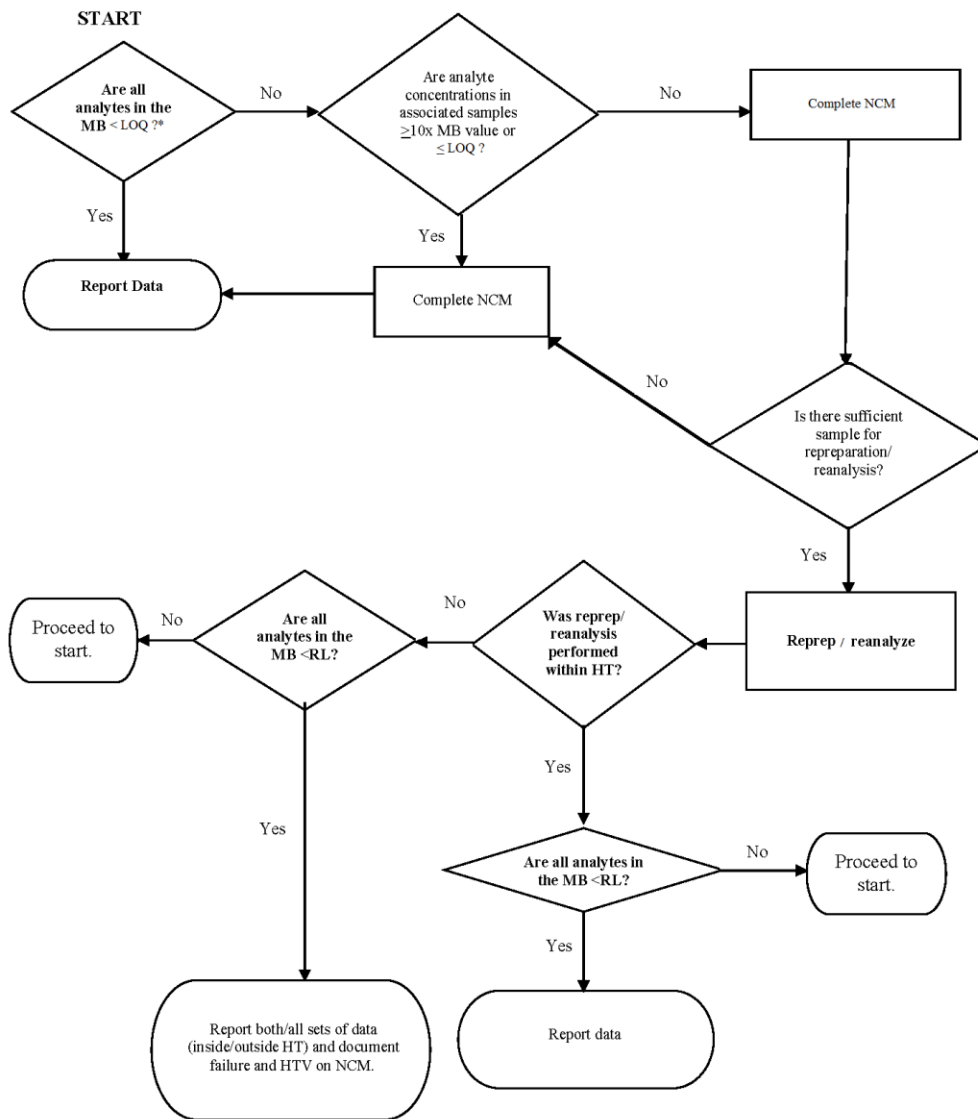 START
Are all
analytes in the
MB < LOQ ?*
No
Are analyte
concentrations in
associated samples
≥10x MB value or
≤ LOQ ?
No
Complete NCM
Yes
Yes
Report Data
Complete NCM
No
Is there sufficient
sample for
repreparation/
reanalysis?
Yes
Reprep / reanalyze
Was reprep/
reanalysis
performed
within HT?
No
Are all
analytes in the
MB <RL?
No
Proceed to
start.
Yes
Yes
Are all analytes in
the MB <RL?
No
Proceed to
start.
Yes
Report both/all sets of data
(inside/outside HT) and document
failure and HTV on NCM.
Report data